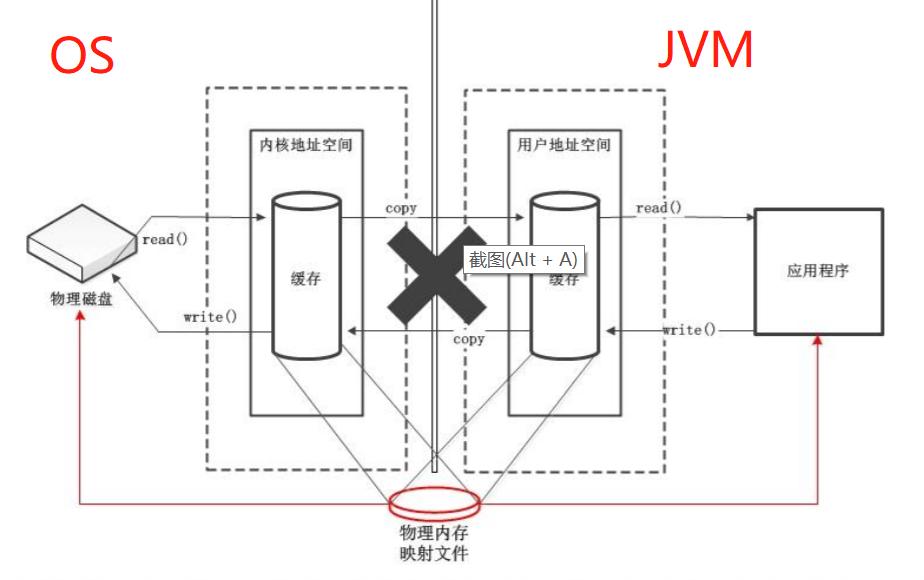 OS
JVM
内核地址空间
用户地址空间
copy
read()
read()
截图(Alt + A)
缓存
缓存
应用程序
物理磁盘
write()
write()
copy
物理内存
映射文件